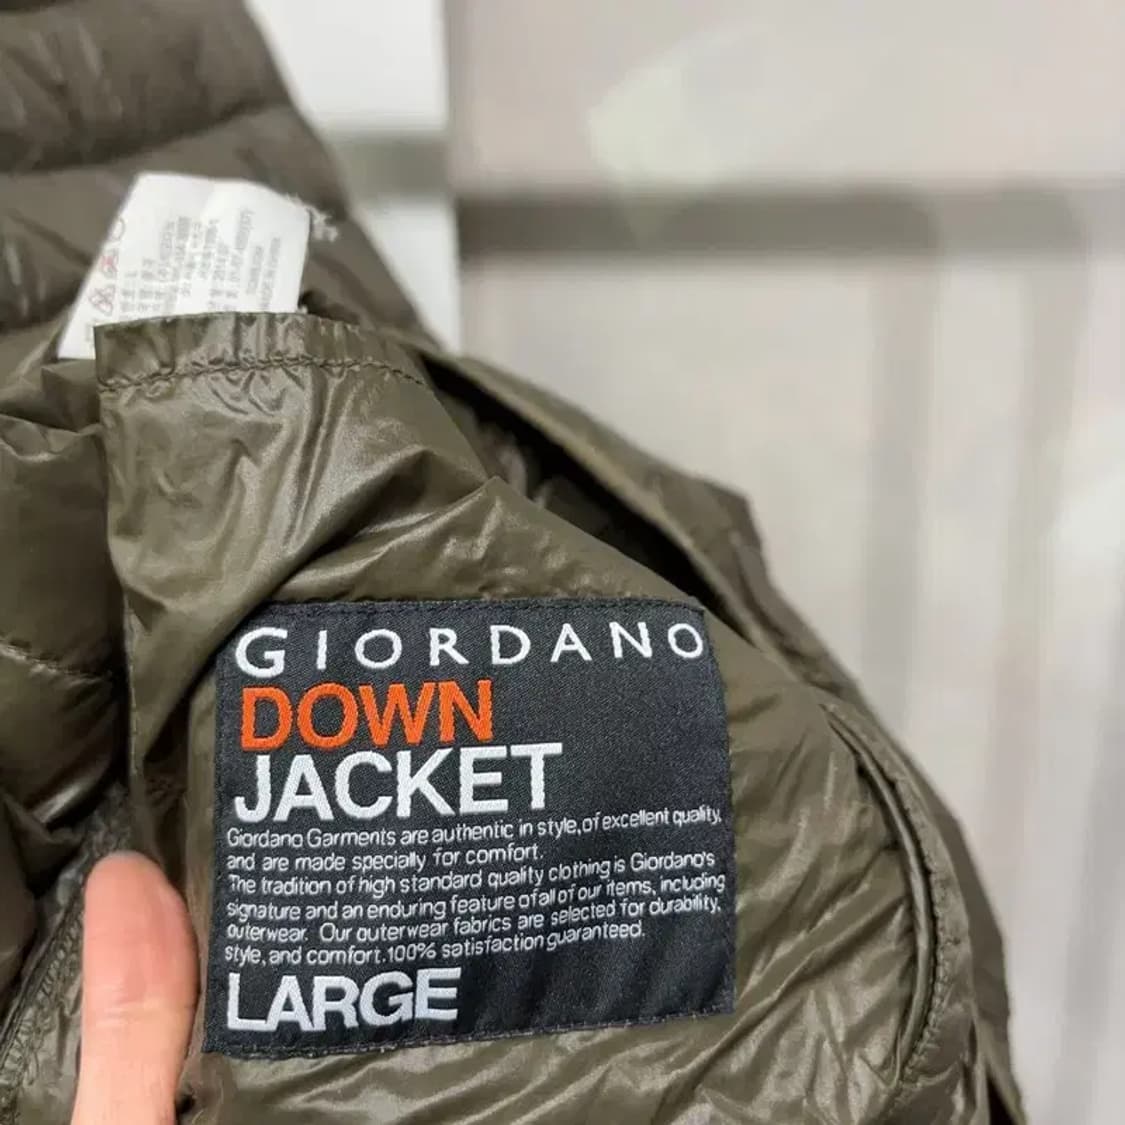 GIORDANO
DOWN
JACKET
Giordano Garments are authentic in style, of excellent quality,
and are made specially for comfort.
The tradition of high standard quality clothing is Giordano's
signature and an enduring feature of all of our items, including
outerwear. Our outerwear fabrics are selected for durability,
style, and comfort. 100% satisfaction guaranteed.
LARGE